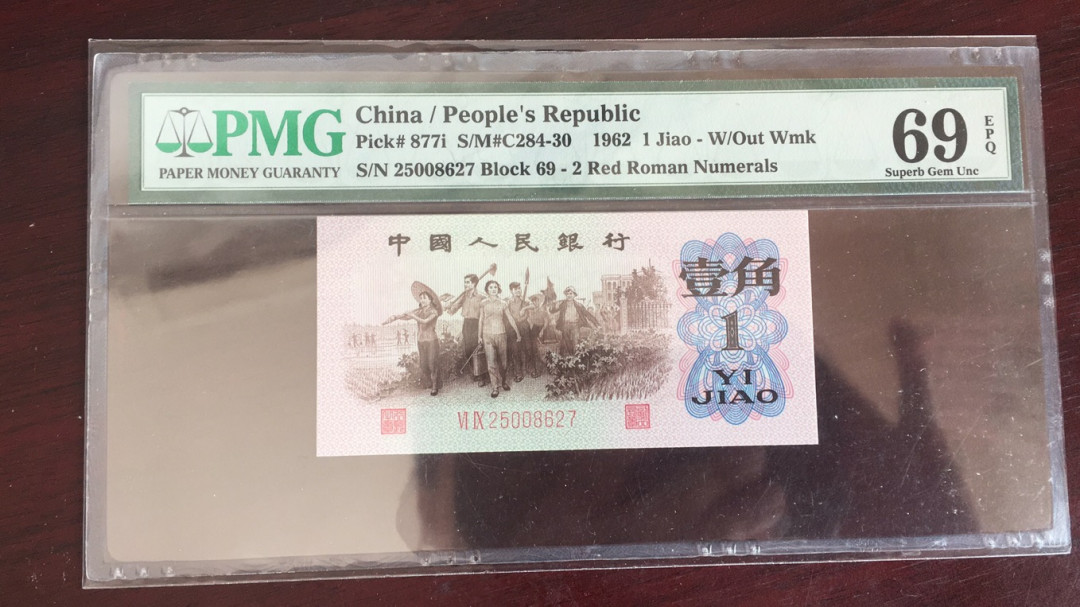 PMG
PAPER MONEY GUARANTY
China / People's Republic
Pick# 877i S/M#C284-30 1962 1 Jiao - W/Out Wmk
S/N 25008627 Block 69 - 2 Red Roman Numerals
69
EPQ
Superb Gem Unc
中國人民銀行
壹角
1
YI
JIAO
VI IX 25008627